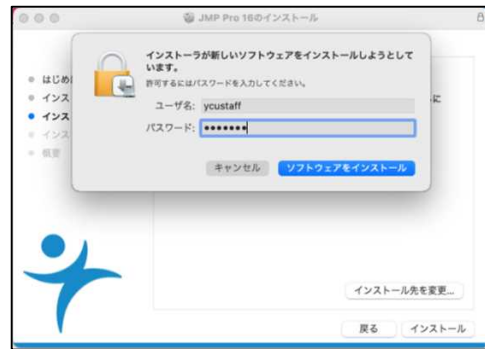 JMP Pro 16のインストール
インストーラが新しいソフトウェアをインストールしようとして
います。
許可するにはパスワードを入力してください。
ユーザ名: ycustaff
パスワード: •••••••
キャンセル ソフトウェアをインストール
はじめ
インス
に
インス
インス
概要
インストール先を変更...
戻る インストール